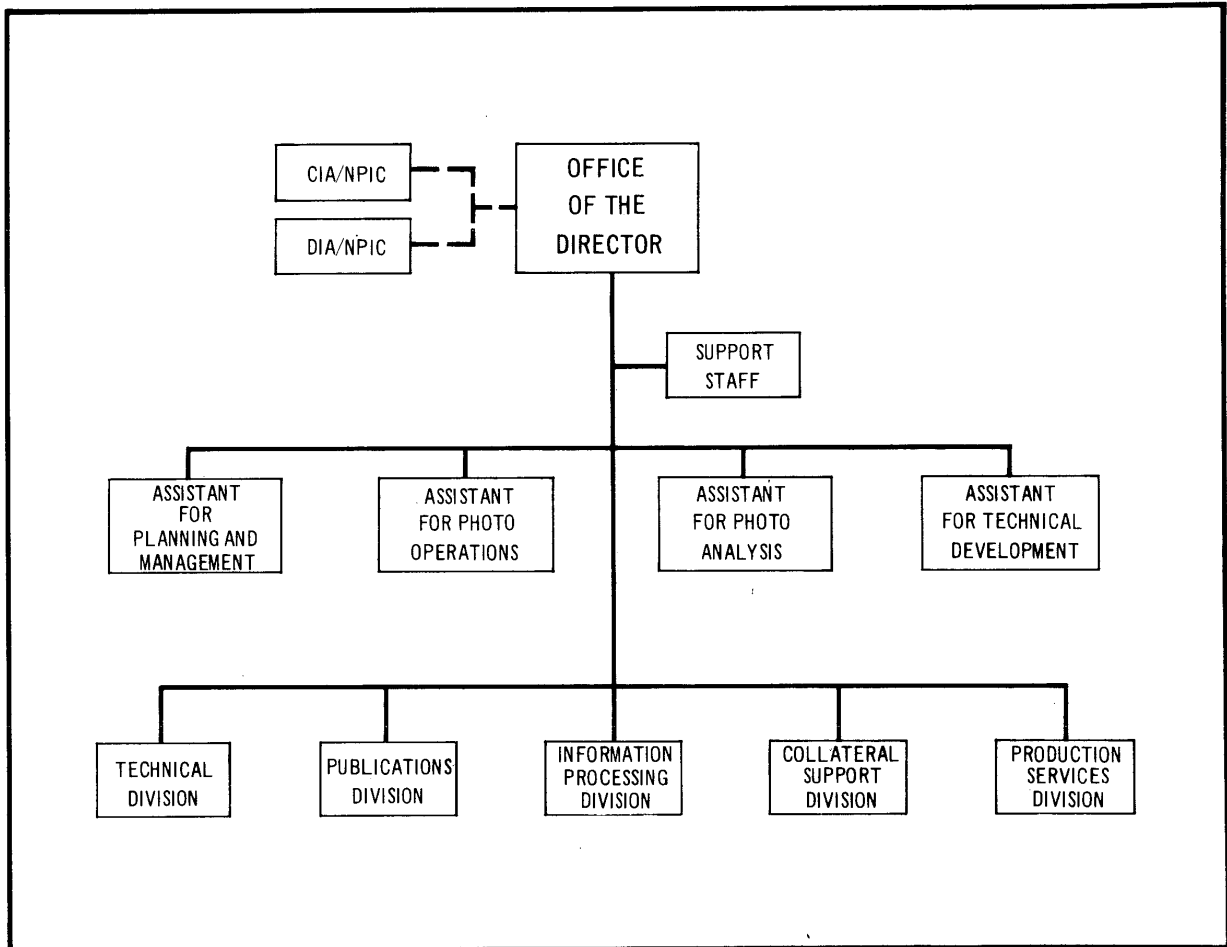 CIA/NPIC
DIA/NPIC
OFFICE
OF THE
DIRECTOR
SUPPORT
STAFF
ASSISTANT
FOR
PLANNING AND
MANAGEMENT
ASSISTANT
FOR PHOTO
OPERATIONS
ASSISTANT
FOR PHOTO
ANALYSIS
ASSISTANT
FOR TECHNICAL
DEVELOPMENT
TECHNICAL
DIVISION
PUBLICATIONS
DIVISION
INFORMATION
PROCESSING
DIVISION
COLLATERAL
SUPPORT
DIVISION
PRODUCTION
SERVICES
DIVISION